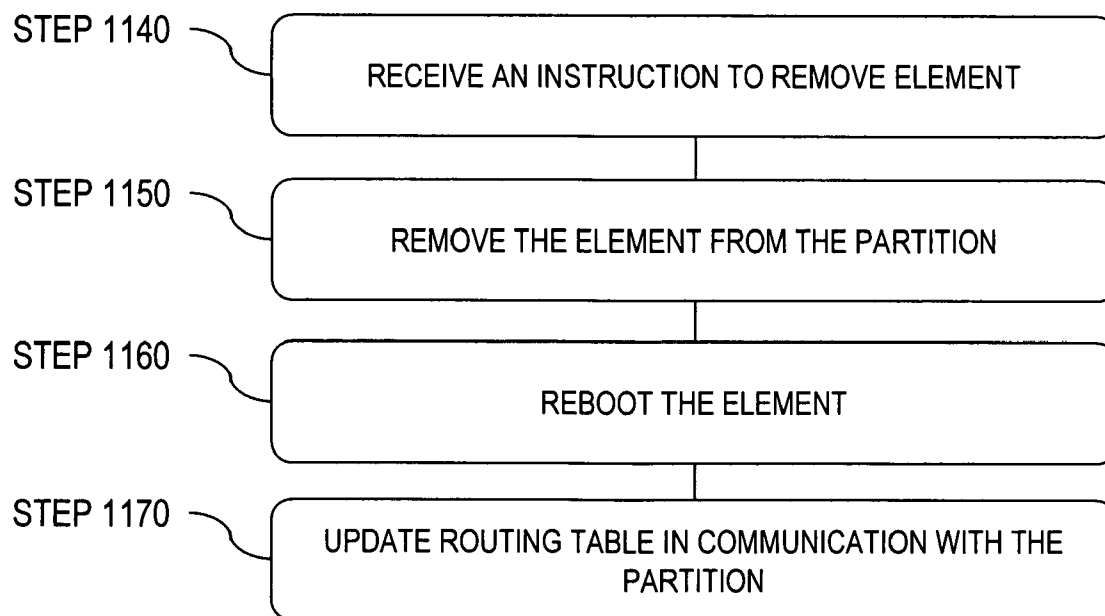 STEP 1140
RECEIVE AN INSTRUCTION TO REMOVE ELEMENT
STEP 1150
REMOVE THE ELEMENT FROM THE PARTITION
STEP 1160
REBOOT THE ELEMENT
STEP 1170
UPDATE ROUTING TABLE IN COMMUNICATION WITH THE
PARTITION